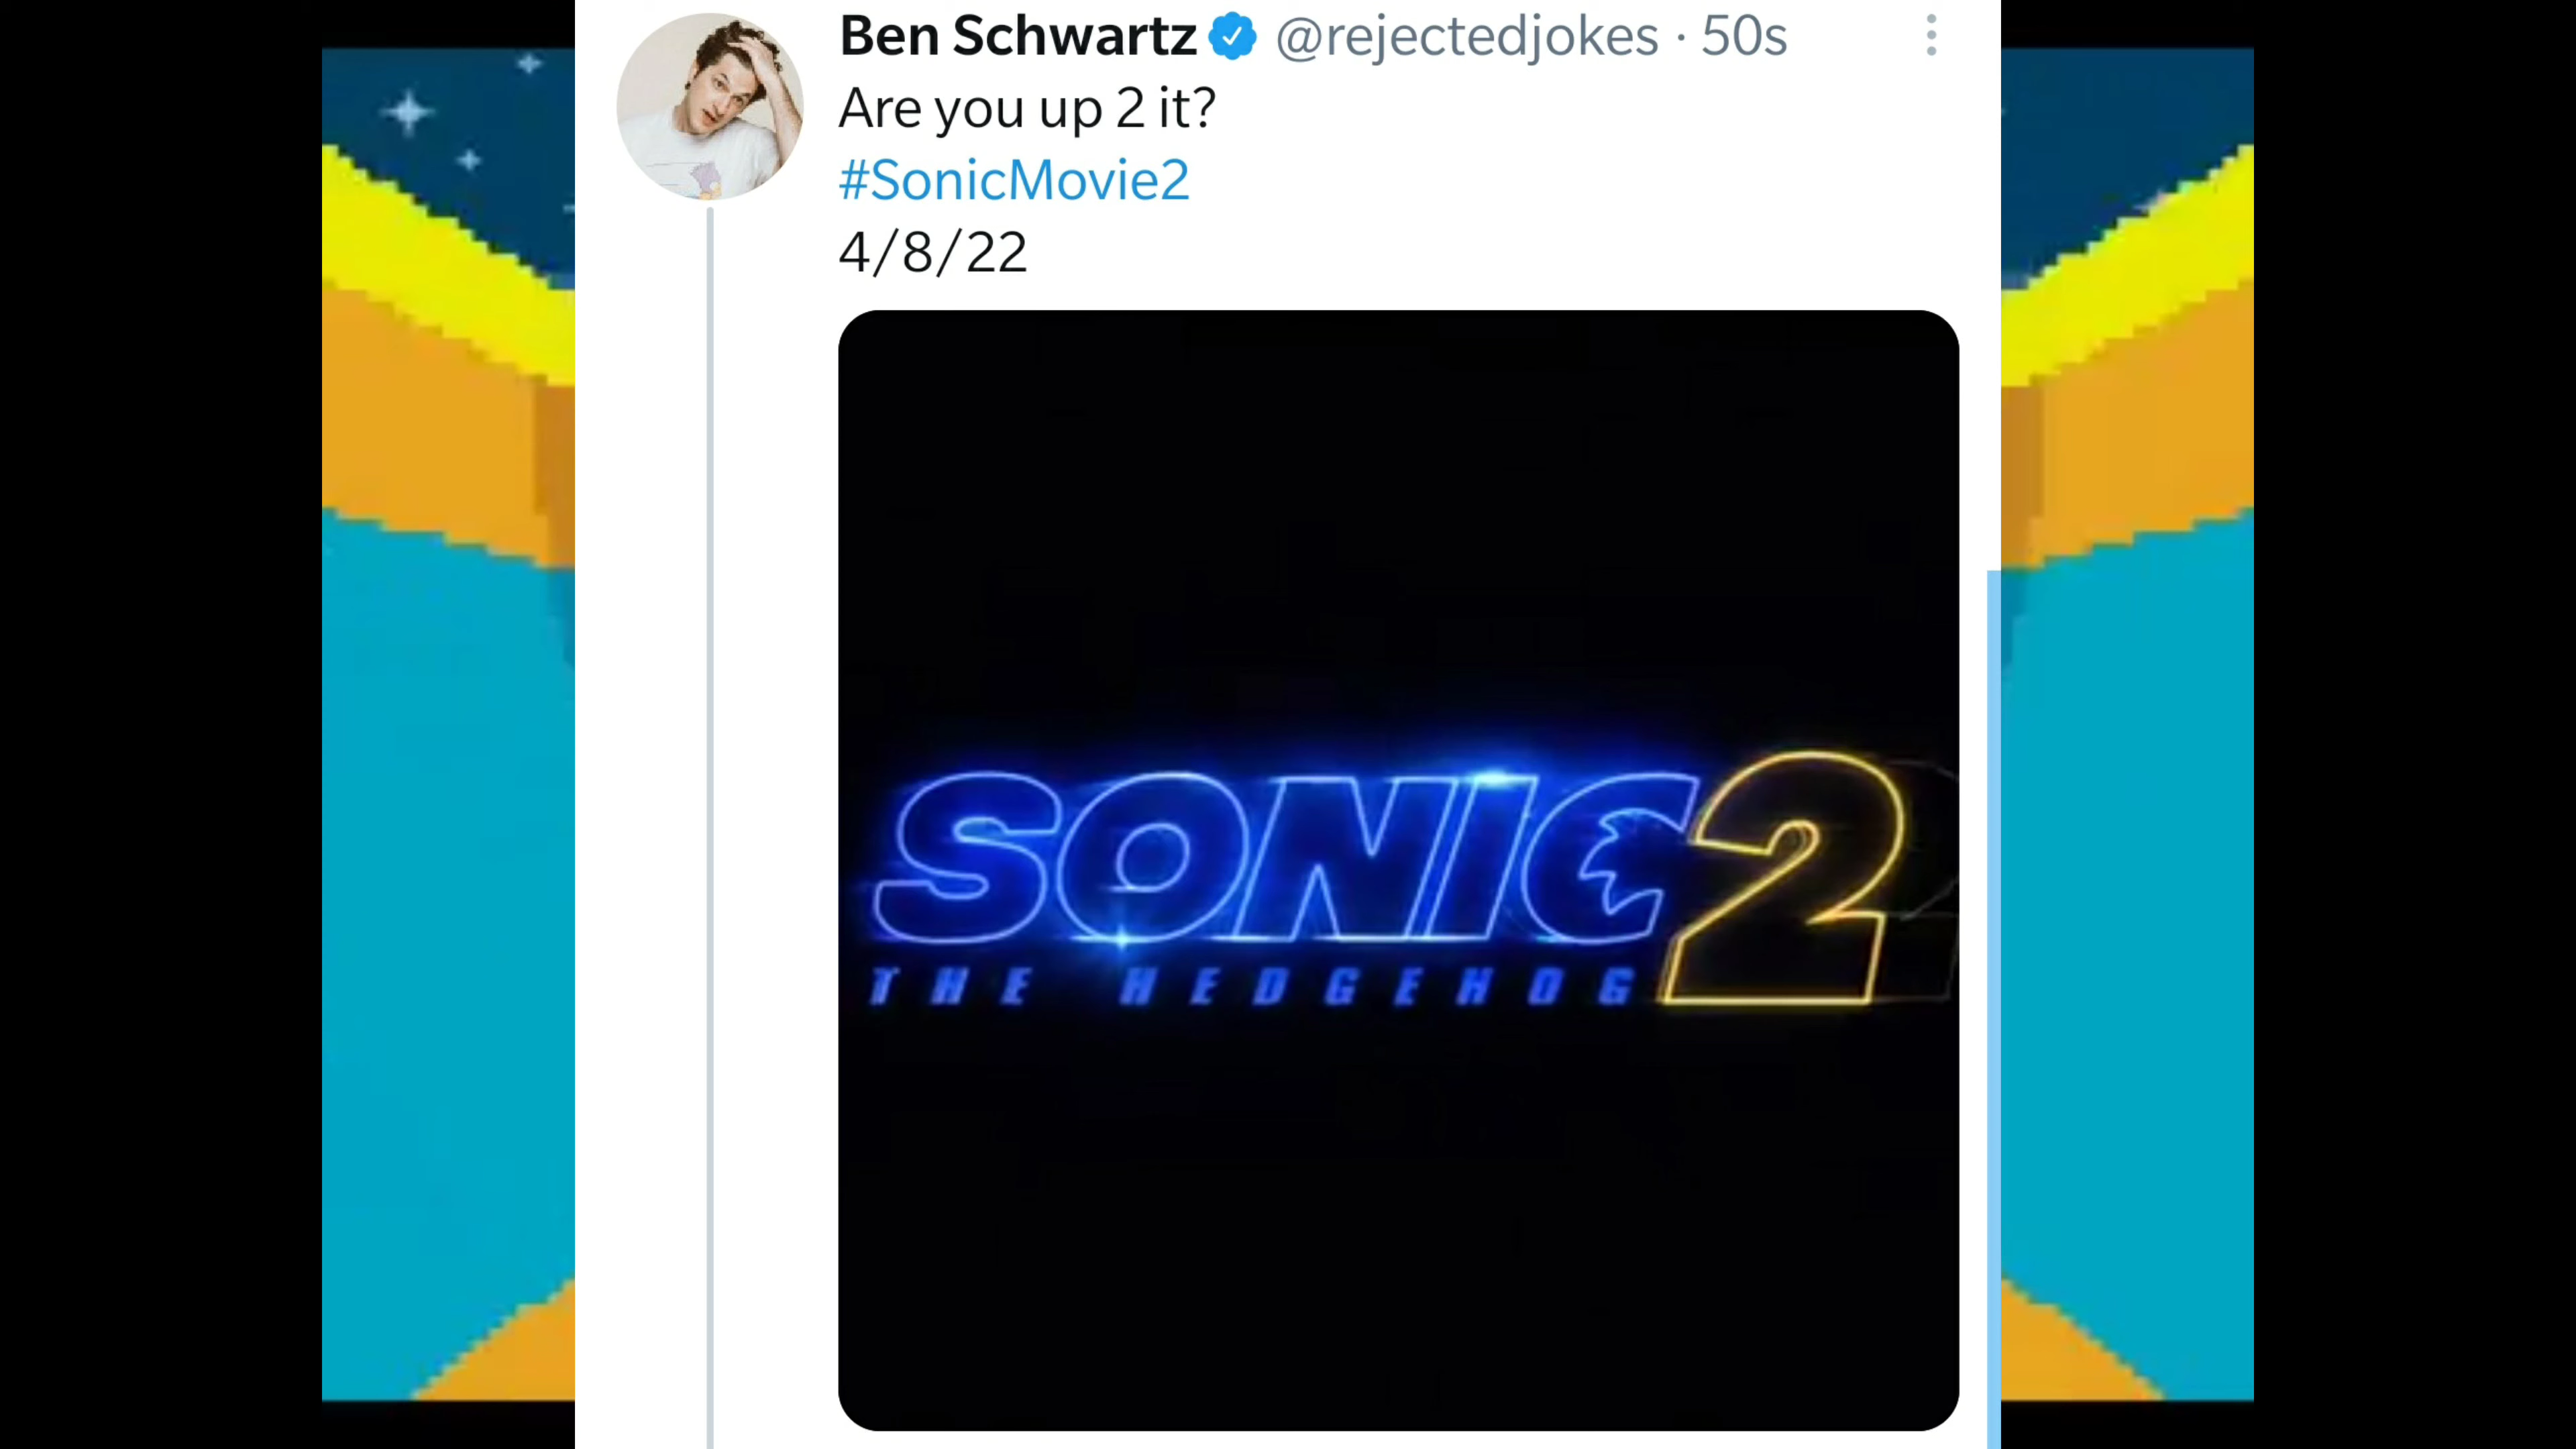 Ben Schwartz @rejectedjokes · 50s
Are you up 2 it?
#SonicMovie2
4/8/22
SONIC 2
THE HEDGEHOG